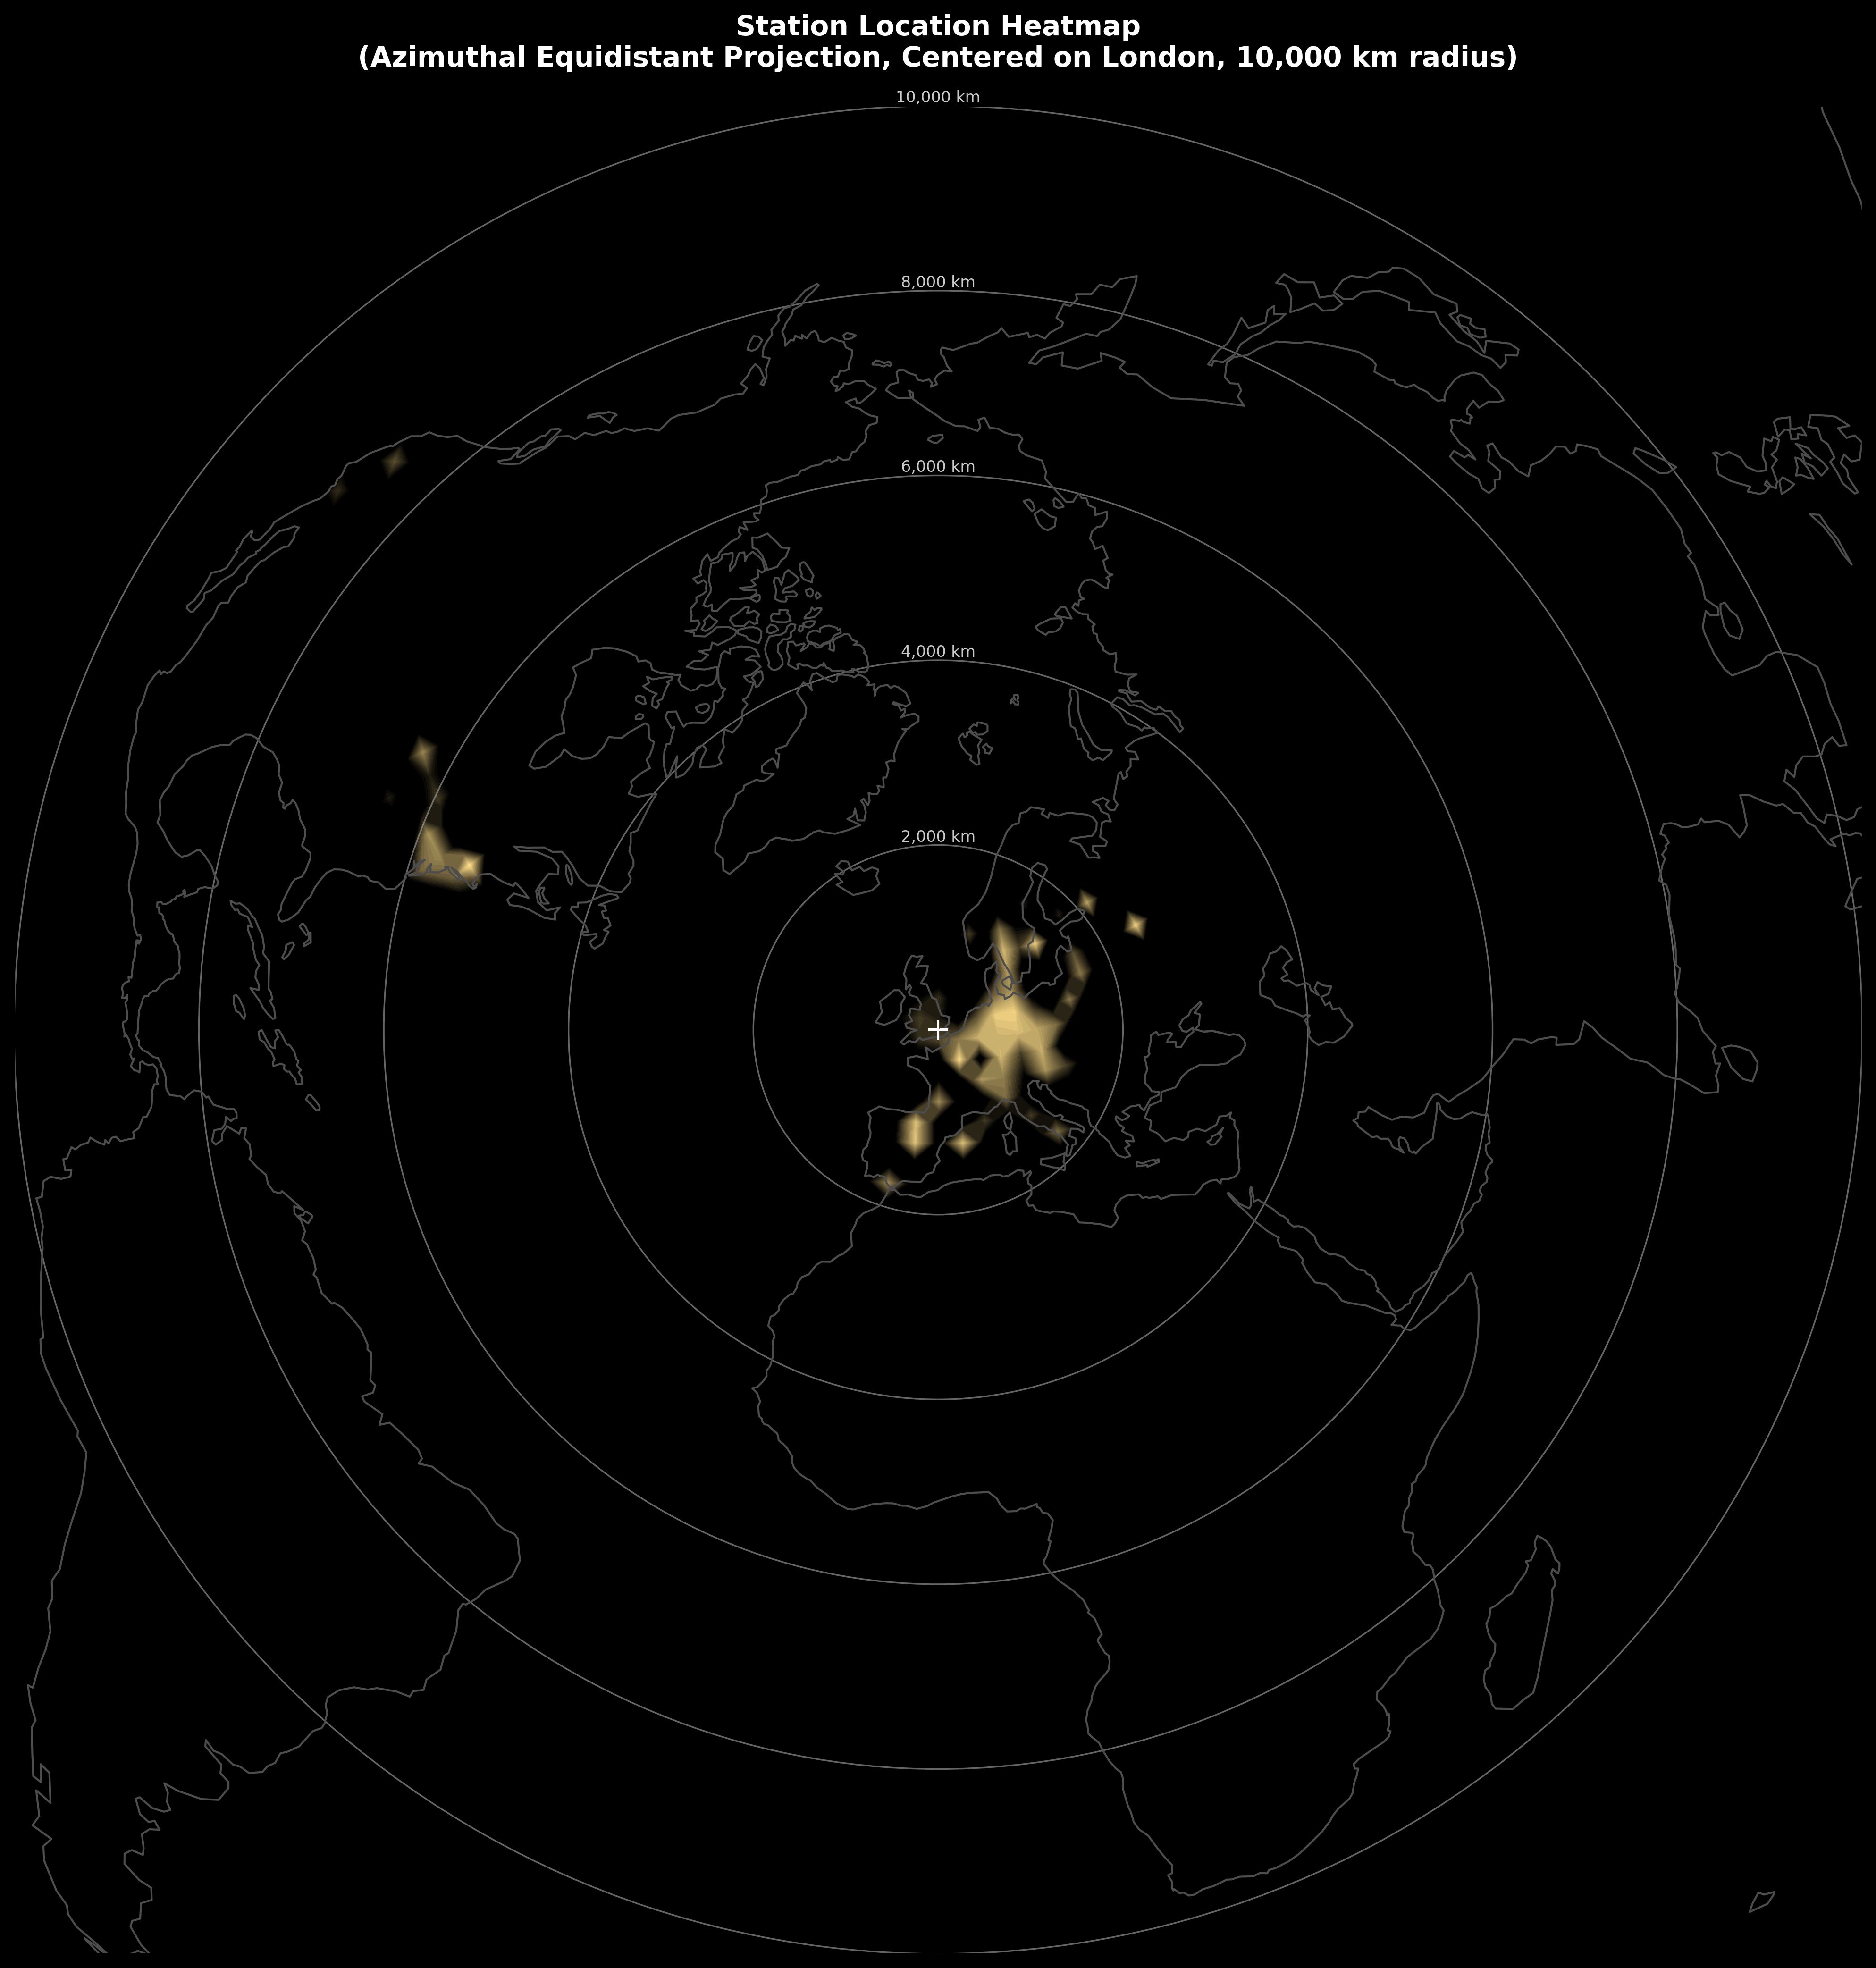 Station Location Heatmap
(Azimuthal Equidistant Projection, Centered on London, 10,000 km radius)
10,000 km
8,000 km
6,000 km
4,000 km
2,000 km